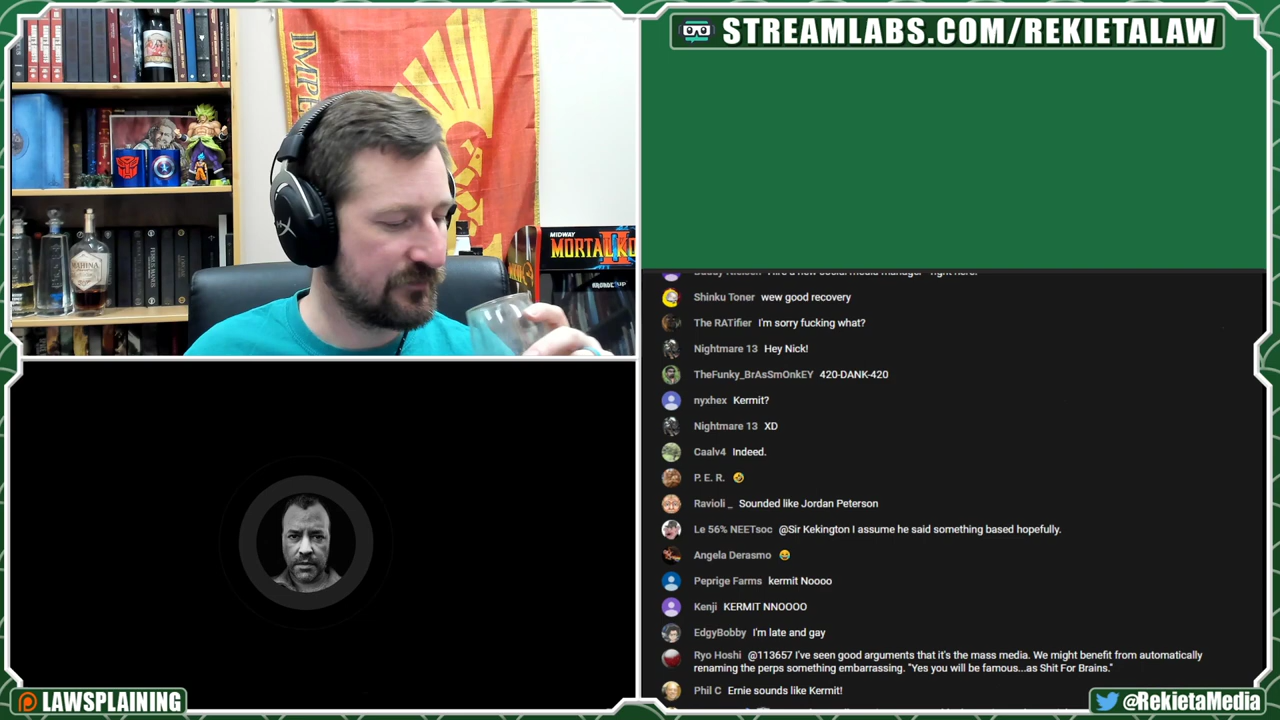 STREAMLABS.COM/REKIETALAW
IMPE
MIDWAY
MORTAL KO
II
ARCADE1UP
MAHINA
Shinku Toner wew good recovery
The RATifier I'm sorry fucking what?
Nightmare 13 Hey Nick!
TheFunky_BrAsSmOnkEY 420-DANK-420
nyxhex Kermit?
Nightmare 13 XD
Caalv4 Indeed.
P. E. R. 🤣
Ravioli _ Sounded like Jordan Peterson
Le 56% NEETsoc @Sir Kekington I assume he said something based hopefully.
Angela Derasmo 😂
Peprige Farms kermit Noooo
Kenji KERMIT NNOOOO
EdgyBobby I'm late and gay
Ryo Hoshi @113657 I've seen good arguments that it's the mass media. We might benefit from automatically
renaming the perps something embarrassing. "Yes you will be famous...as Shit For Brains."
Phil C Ernie sounds like Kermit!
LAWSPLAINING
@RekietaMedia